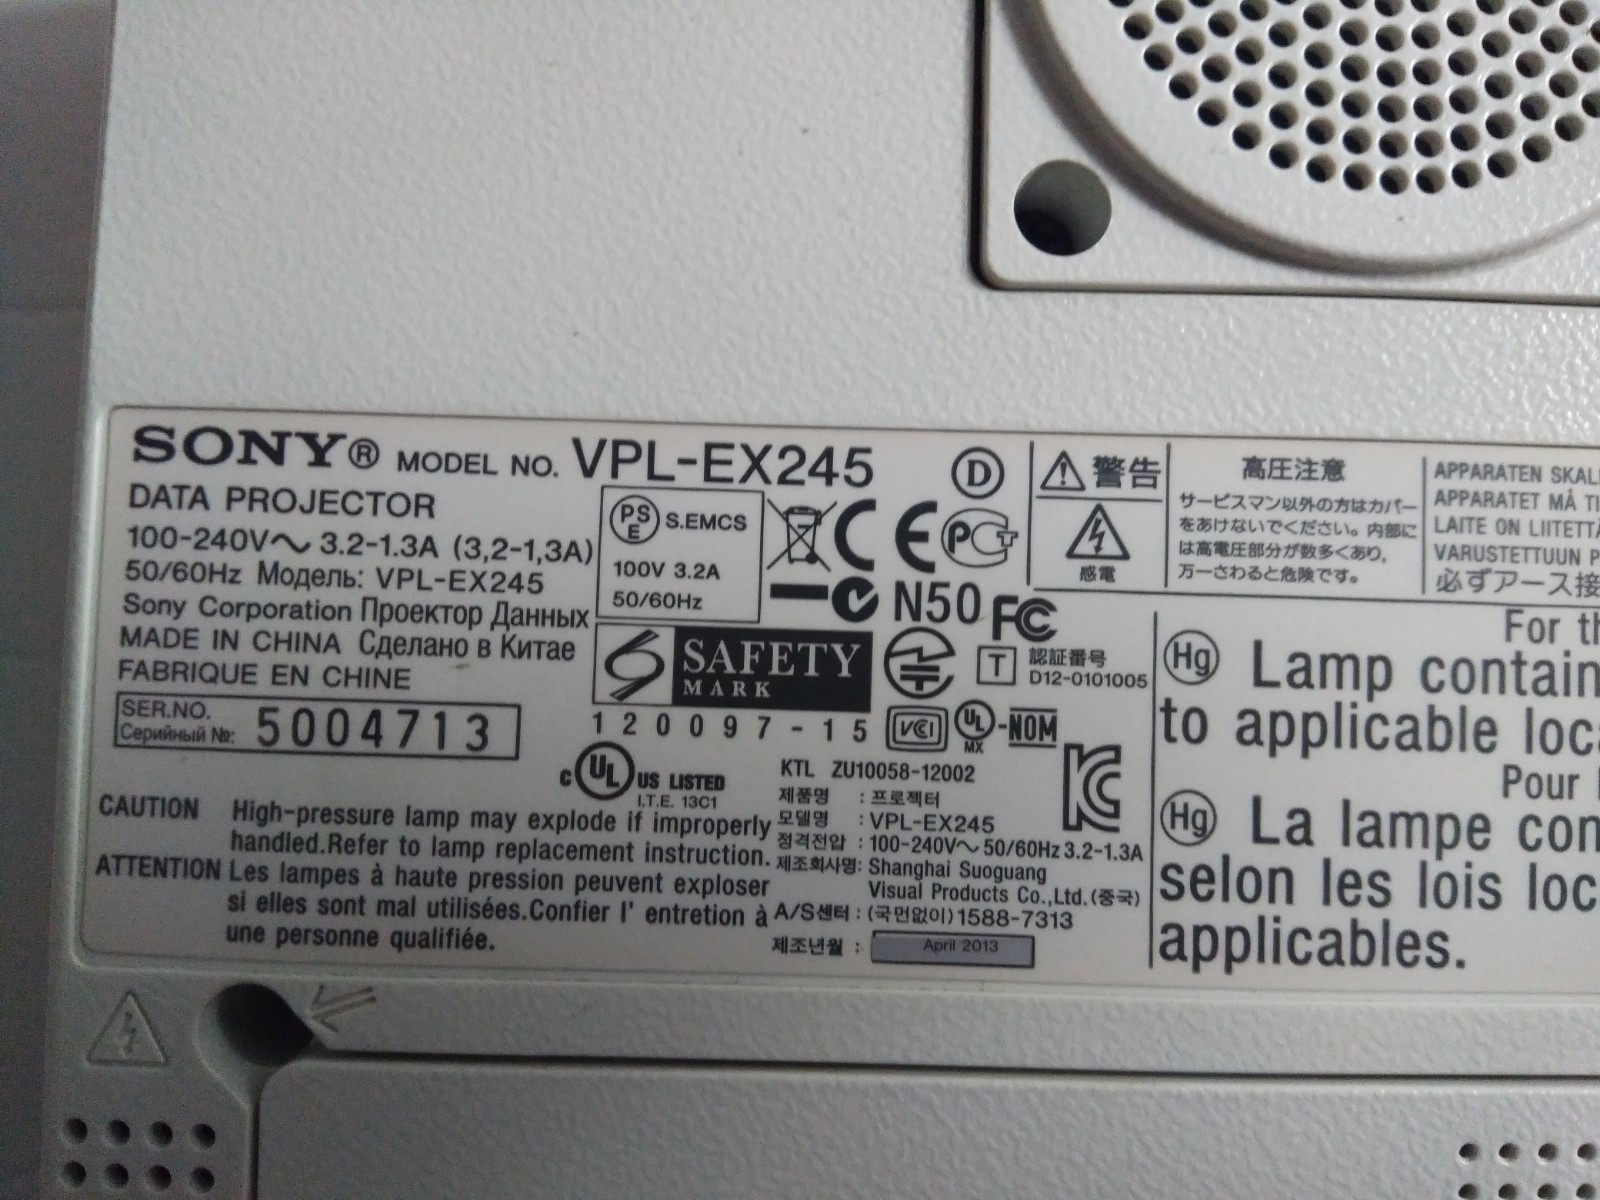 SONY® MODEL NO. VPL-EX245
DATA PROJECTOR
100-240V～ 3.2-1.3A (3,2-1,3A)
50/60Hz Модель: VPL-EX245
Sony Corporation Проектор Данных
MADE IN CHINA Сделано в Китае
FABRIQUE EN CHINE
SER.NO.
Серийный №: 5004713
PS E S.EMCS
100V 3.2A
50/60Hz
D
CE
PC
N50 FC
SAFETY
MARK
120097-15
T 認証番号
D12-0101005
VCI UL-NOM
MX
C UL US LISTED
I.T.E. 13C1
CAUTION High-pressure lamp may explode if improperly
handled.Refer to lamp replacement instruction.
ATTENTION Les lampes à haute pression peuvent exploser
si elles sont mal utilisées.Confier l' entretien à
une personne qualifiée.
KTL ZU10058-12002
제품명 : 프로젝터
모델명 : VPL-EX245
정격전압 : 100-240V～ 50/60Hz 3.2-1.3A
제조회사명: Shanghai Suoguang
Visual Products Co.,Ltd.(중국)
A/S센터 : (국번없이)1588-7313
제조년월 : April 2013
KC
警告
感電
高圧注意
サービスマン以外の方はカバー
をあけないでください。内部に
は高電圧部分が数多くあり,
万一さわると危険です。
APPARATEN SKAL
APPARATET MÅ TI
LAITE ON LIITETTÄ
VARUSTETTUUN P
必ずアース接
For th
Hg Lamp contain
to applicable loca
Pour l
Hg La lampe con
selon les lois loc
applicables.